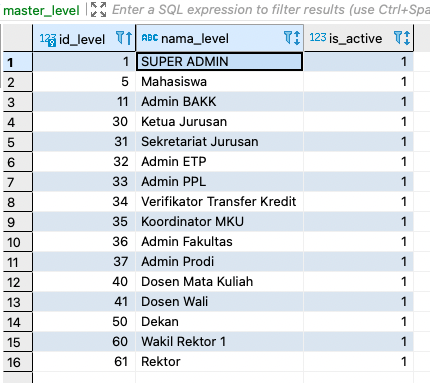 master_level Enter a SQL expression to filter results (use Ctrl+Spa
123 id_level ABC nama_level 123 is_active
1 1 SUPER ADMIN 1
2 5 Mahasiswa 1
3 11 Admin BAKK 1
4 30 Ketua Jurusan 1
5 31 Sekretariat Jurusan 1
6 32 Admin ETP 1
7 33 Admin PPL 1
8 34 Verifikator Transfer Kredit 1
9 35 Koordinator MKU 1
10 36 Admin Fakultas 1
11 37 Admin Prodi 1
12 40 Dosen Mata Kuliah 1
13 41 Dosen Wali 1
14 50 Dekan 1
15 60 Wakil Rektor 1 1
16 61 Rektor 1